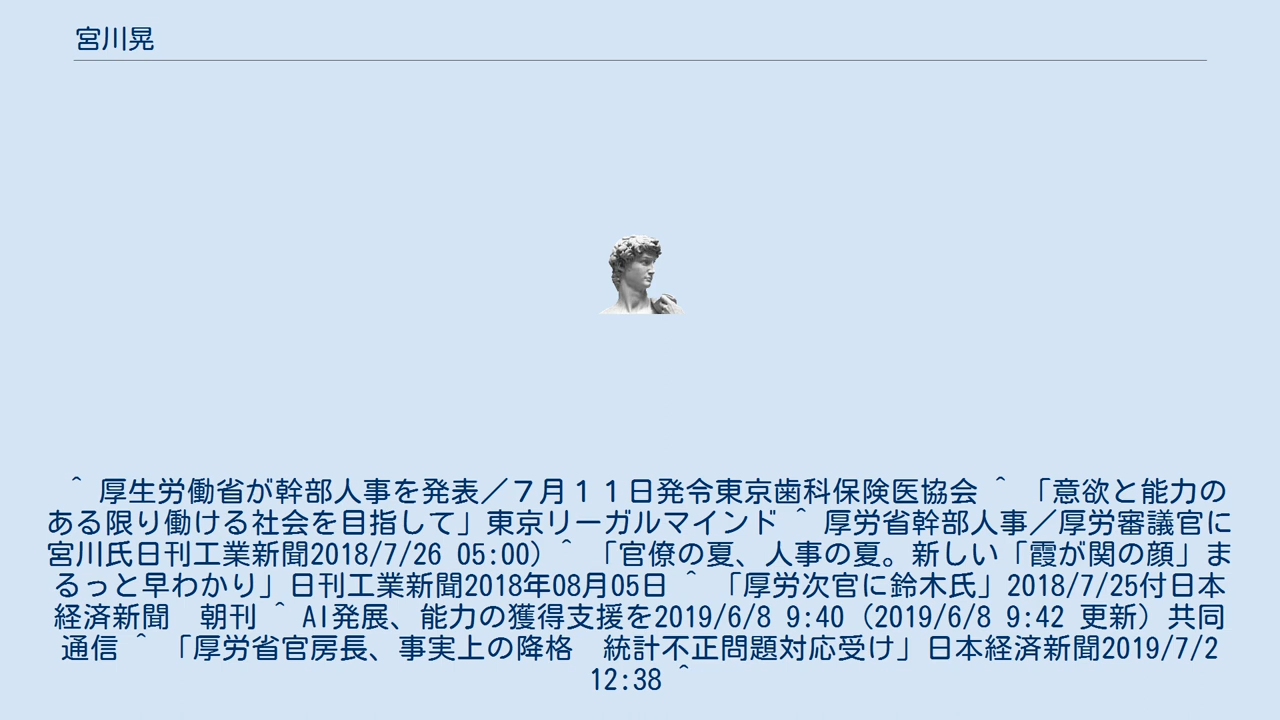 宮川晃
^ 厚生労働省が幹部人事を発表／７月１１日発令東京歯科保険医協会 ^ 「意欲と能力の
ある限り働ける社会を目指して」東京リーガルマインド ^ 厚労省幹部人事／厚労審議官に
宮川氏日刊工業新聞2018/7/26 05:00）^ 「官僚の夏、人事の夏。新しい「霞が関の顔」ま
るっと早わかり」日刊工業新聞2018年08月05日 ^ 「厚労次官に鈴木氏」2018/7/25付日本
経済新聞　朝刊 ^ AI発展、能力の獲得支援を2019/6/8 9:40（2019/6/8 9:42 更新）共同
通信 ^ 「厚労省官房長、事実上の降格　統計不正問題対応受け」日本経済新聞2019/7/2
12:38 ^